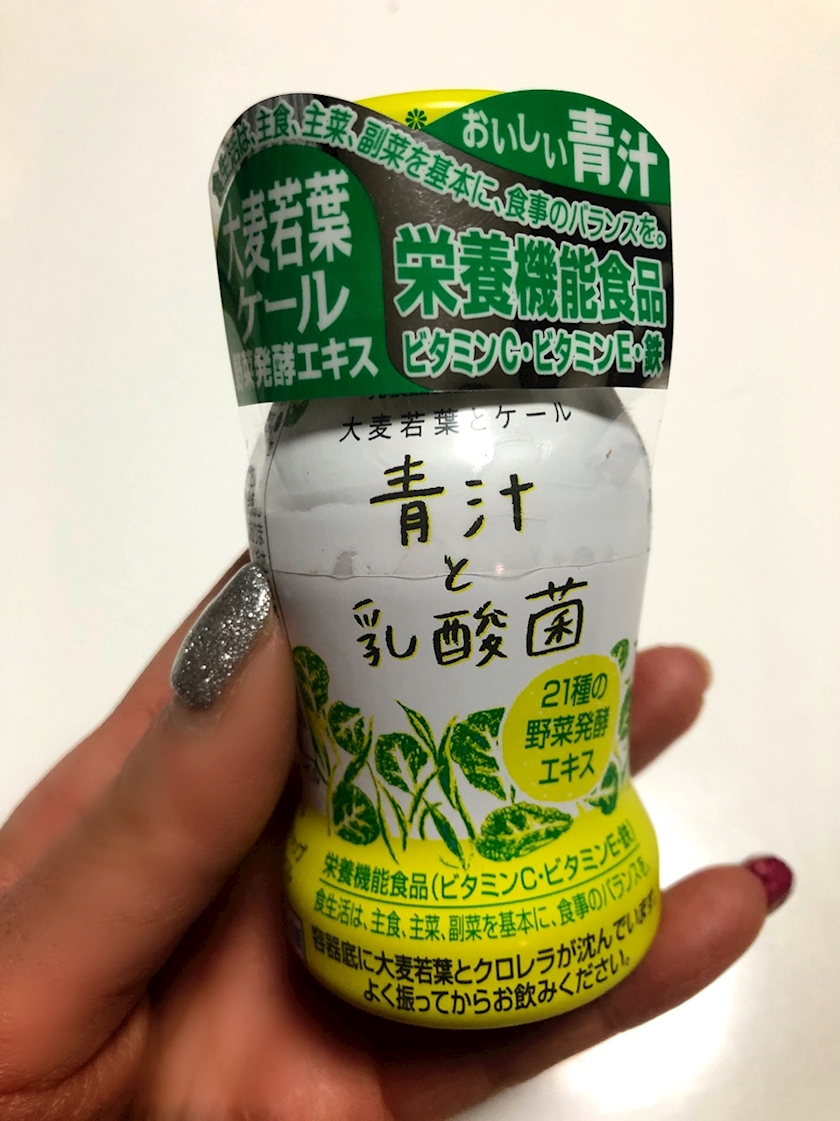 おいしい青汁
食生活は、主食、主菜、副菜を基本に、食事のバランスを。
大麦若葉
ケール
野菜発酵エキス
栄養機能食品
ビタミンC・ビタミンE・鉄
大麦若葉とケール
青汁
と
乳酸菌
21種の
野菜発酵
エキス
栄養機能食品(ビタミンC・ビタミンE・鉄)
食生活は、主食、主菜、副菜を基本に、食事のバランスを。
容器底に大麦若葉とクロレラが沈んでいます。
よく振ってからお飲みください。